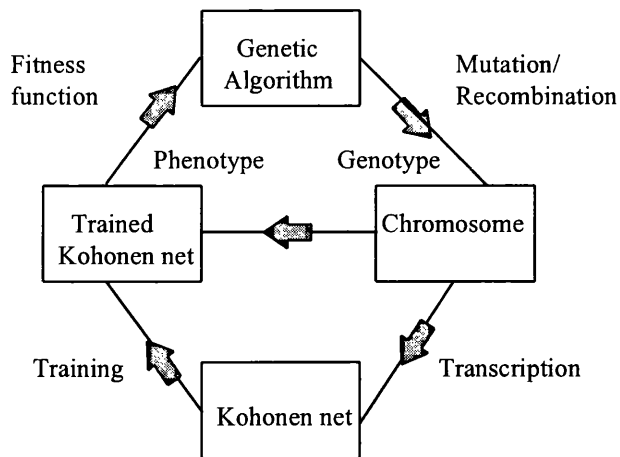 Genetic
Algorithm
Fitness
function
Mutation/
Recombination
Phenotype
Genotype
Trained
Kohonen net
Chromosome
Training
Transcription
Kohonen net